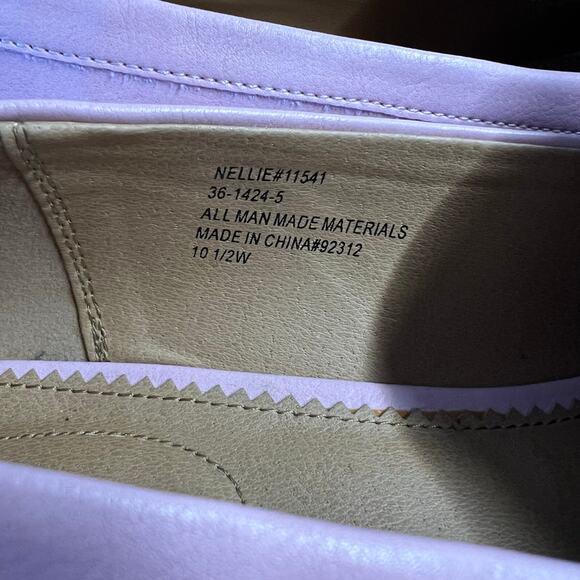 NELLIE#11541
36-1424-5
ALL MAN MADE MATERIALS
MADE IN CHINA#92312
10 1/2W